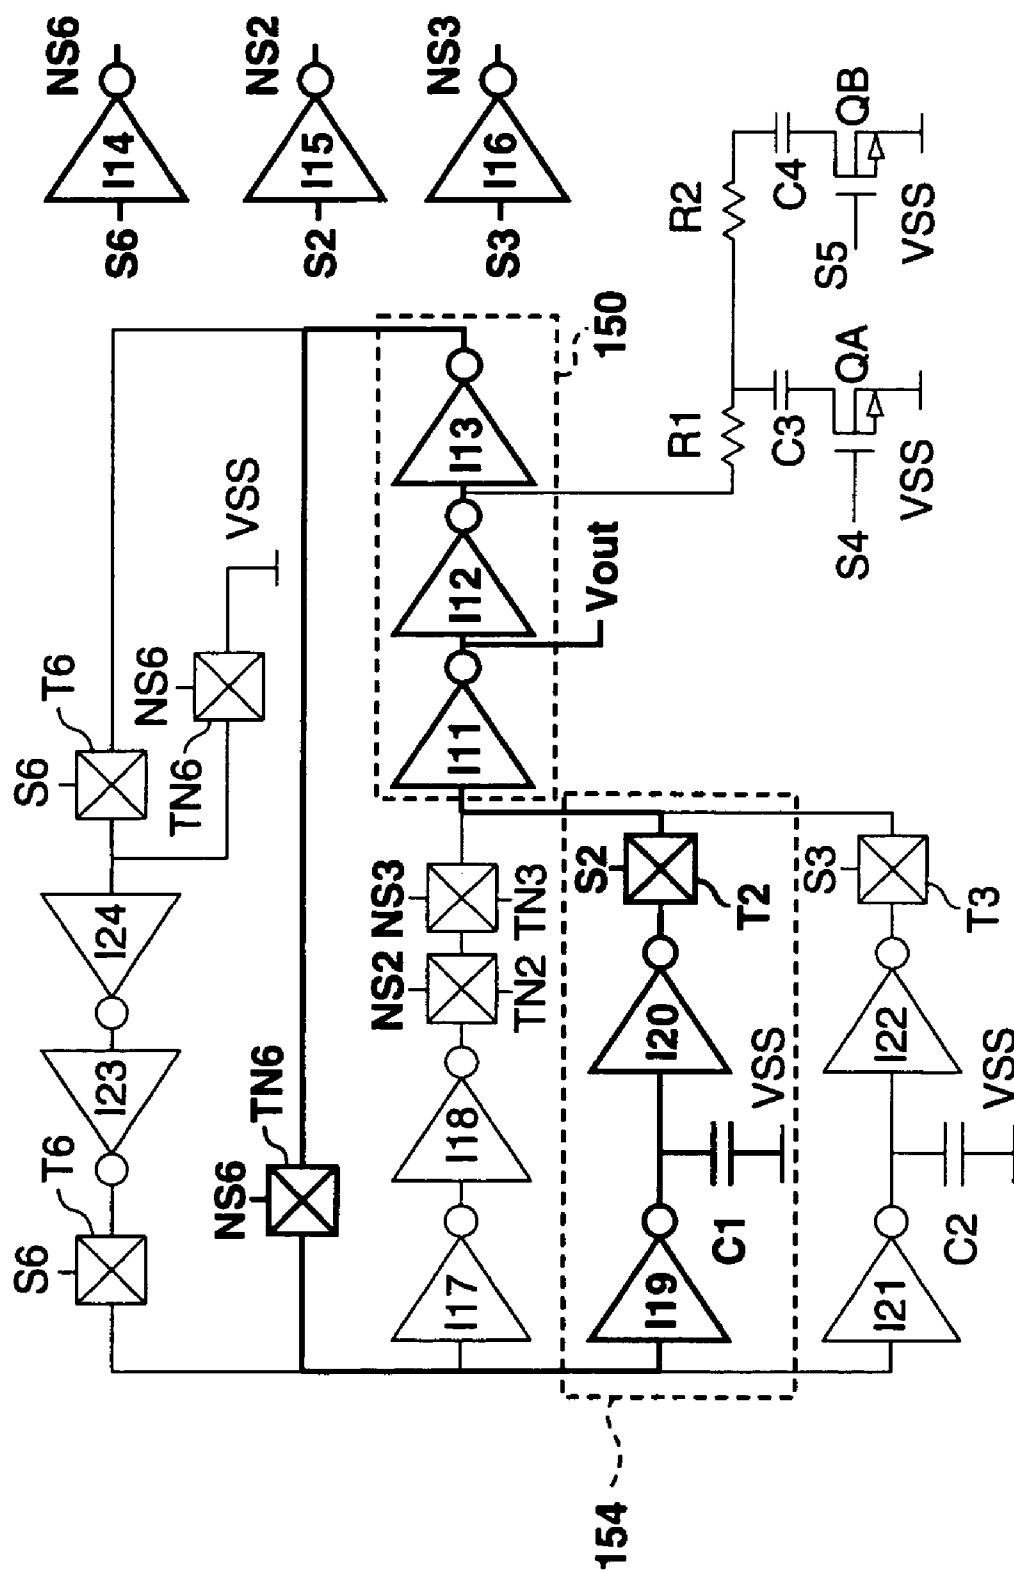 S6
T6
I23
I24
S6
T6
TN6
NS6
VSS
NS6
TN6
I17
I18
NS2
TN2
NS3
TN3
I11
I12
I13
150
Vout
154
I19
C1
VSS
I20
S2
T2
I21
C2
VSS
I22
S3
T3
R1
R2
C3
C4
S4
QA
VSS
S5
QB
VSS
S6
I14
NS6
S2
I15
NS2
S3
I16
NS3